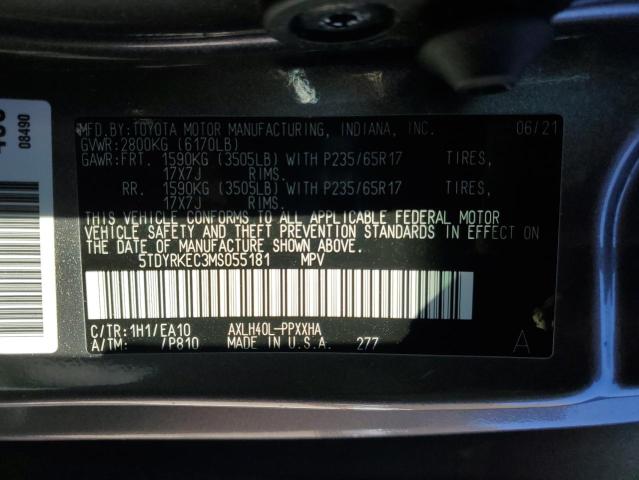 MFD.BY:TOYOTA MOTOR MANUFACTURING, INDIANA, INC. 06/21
GVWR:2800KG (6170LB)
GAWR:FRT. 1590KG (3505LB) WITH P235/65R17 TIRES,
17X7J RIMS.
RR. 1590KG (3505LB) WITH P235/65R17 TIRES,
17X7J RIMS.
THIS VEHICLE CONFORMS TO ALL APPLICABLE FEDERAL MOTOR
VEHICLE SAFETY AND THEFT PREVENTION STANDARDS IN EFFECT ON
THE DATE OF MANUFACTURE SHOWN ABOVE.
5TDYRKEC3MS055181 MPV
C/TR:1H1/EA10 AXLH40L-PPXXHA
A/TM: /P810 MADE IN U.S.A. 277 A
08490